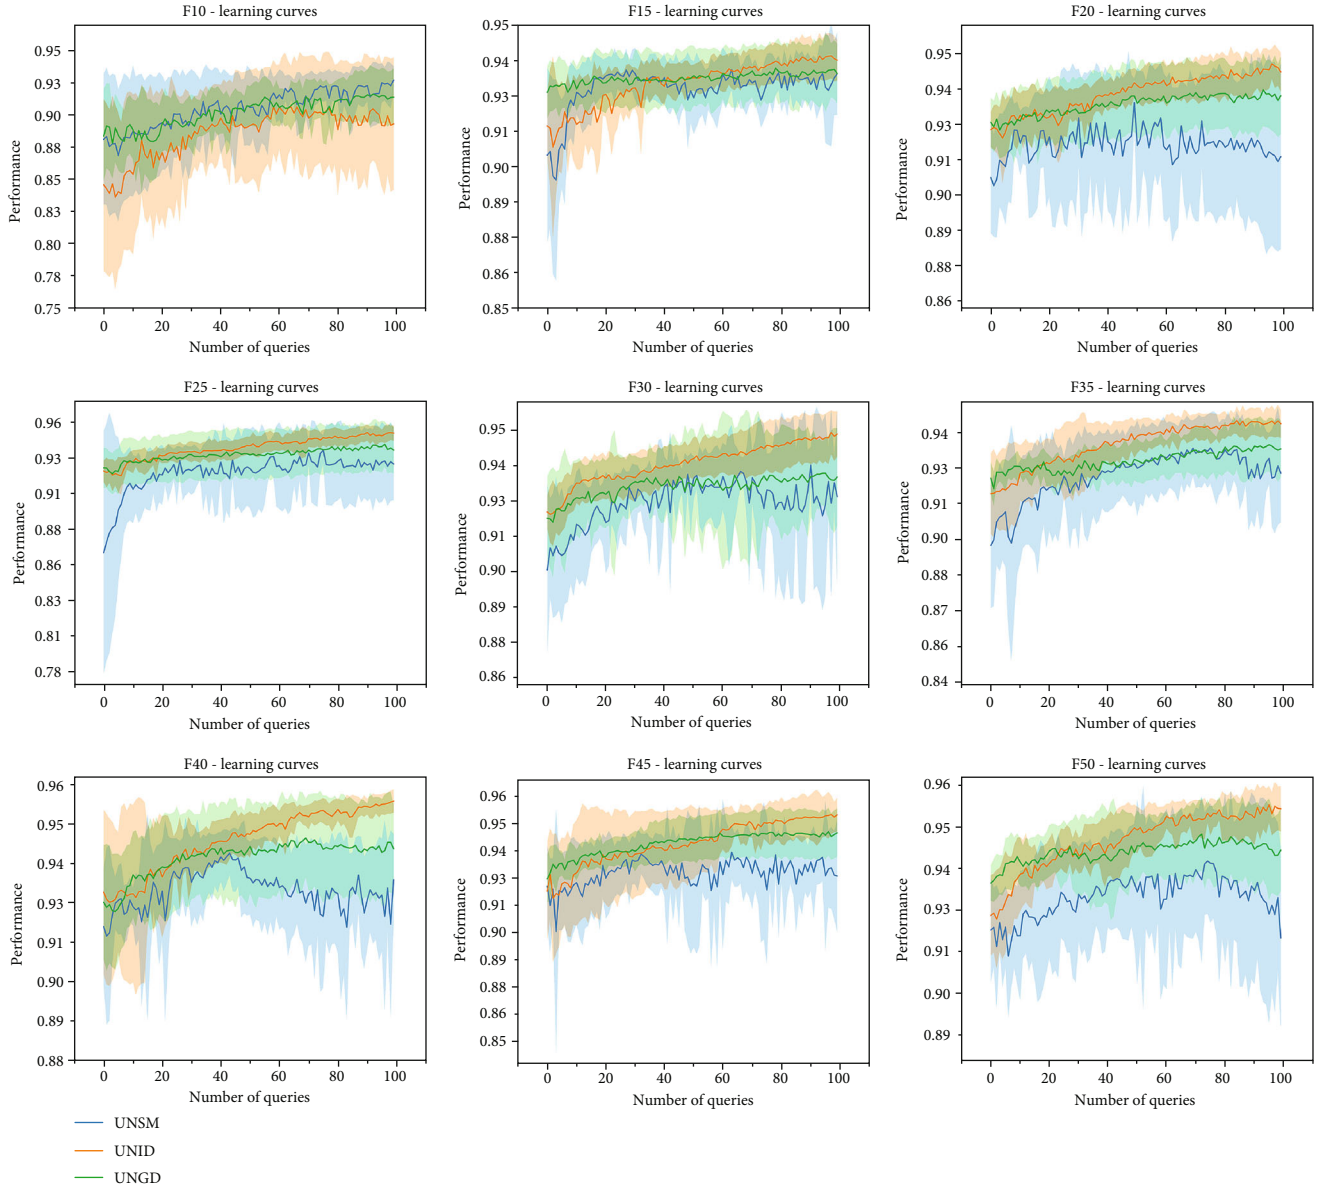 F10 - learning curves
Performance
0.95
0.93
0.90
0.88
0.85
0.83
0.80
0.78
0.75
0 20 40 60 80 100
Number of queries
F15 - learning curves
Performance
0.95
0.94
0.93
0.91
0.90
0.89
0.88
0.86
0.85
0 20 40 60 80 100
Number of queries
F20 - learning curves
Performance
0.95
0.94
0.93
0.91
0.90
0.89
0.88
0.86
0 20 40 60 80 100
Number of queries
F25 - learning curves
Performance
0.96
0.93
0.91
0.88
0.86
0.83
0.81
0.78
0 20 40 60 80 100
Number of queries
F30 - learning curves
Performance
0.95
0.94
0.93
0.91
0.90
0.89
0.88
0.86
0 20 40 60 80 100
Number of queries
F35 - learning curves
Performance
0.94
0.93
0.91
0.90
0.88
0.87
0.86
0.84
0 20 40 60 80 100
Number of queries
F40 - learning curves
Performance
0.96
0.95
0.94
0.93
0.91
0.90
0.89
0.88
0 20 40 60 80 100
Number of queries
F45 - learning curves
Performance
0.96
0.95
0.94
0.93
0.91
0.90
0.89
0.88
0.86
0.85
0 20 40 60 80 100
Number of queries
F50 - learning curves
Performance
0.96
0.95
0.94
0.93
0.91
0.90
0.89
0 20 40 60 80 100
Number of queries
UNSM
UNID
UNGD